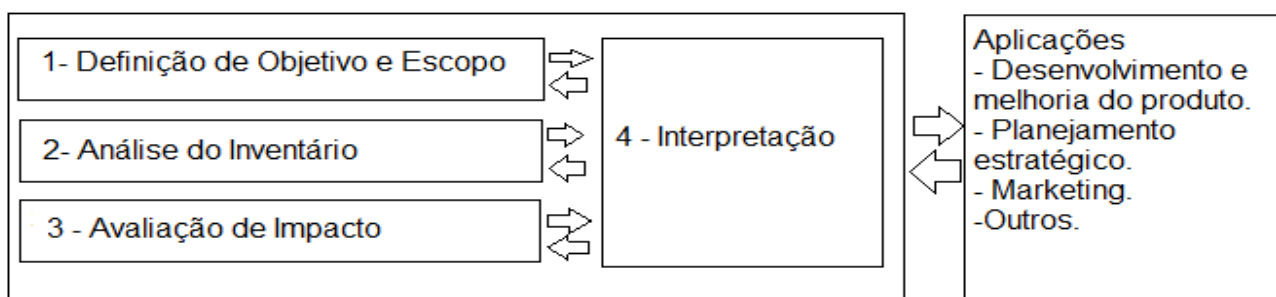 1- Definição de Objetivo e Escopo
2- Análise do Inventário
3 - Avaliação de Impacto
4 - Interpretação
Aplicações
- Desenvolvimento e
melhoria do produto.
- Planejamento
estratégico.
- Marketing.
-Outros.